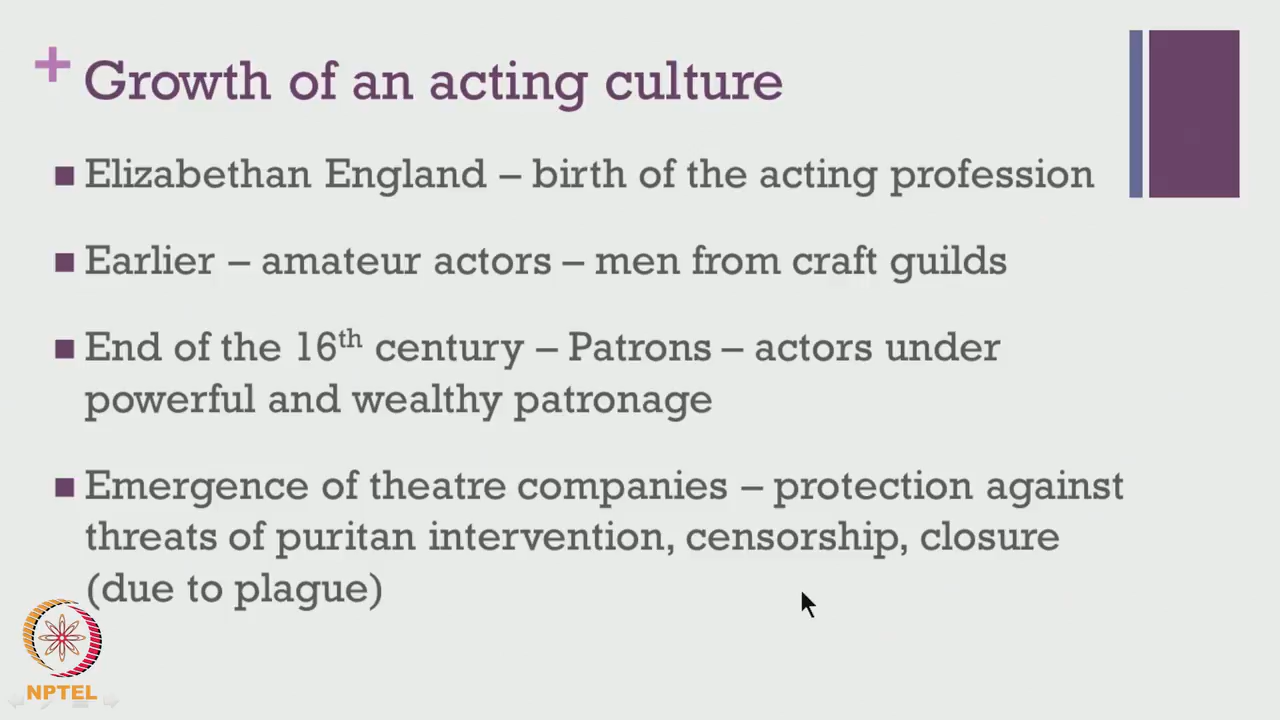 + Growth of an acting culture
■ Elizabethan England – birth of the acting profession
■ Earlier – amateur actors – men from craft guilds
■ End of the 16th century – Patrons – actors under
powerful and wealthy patronage
■ Emergence of theatre companies – protection against
threats of puritan intervention, censorship, closure
(due to plague)
NPTEL